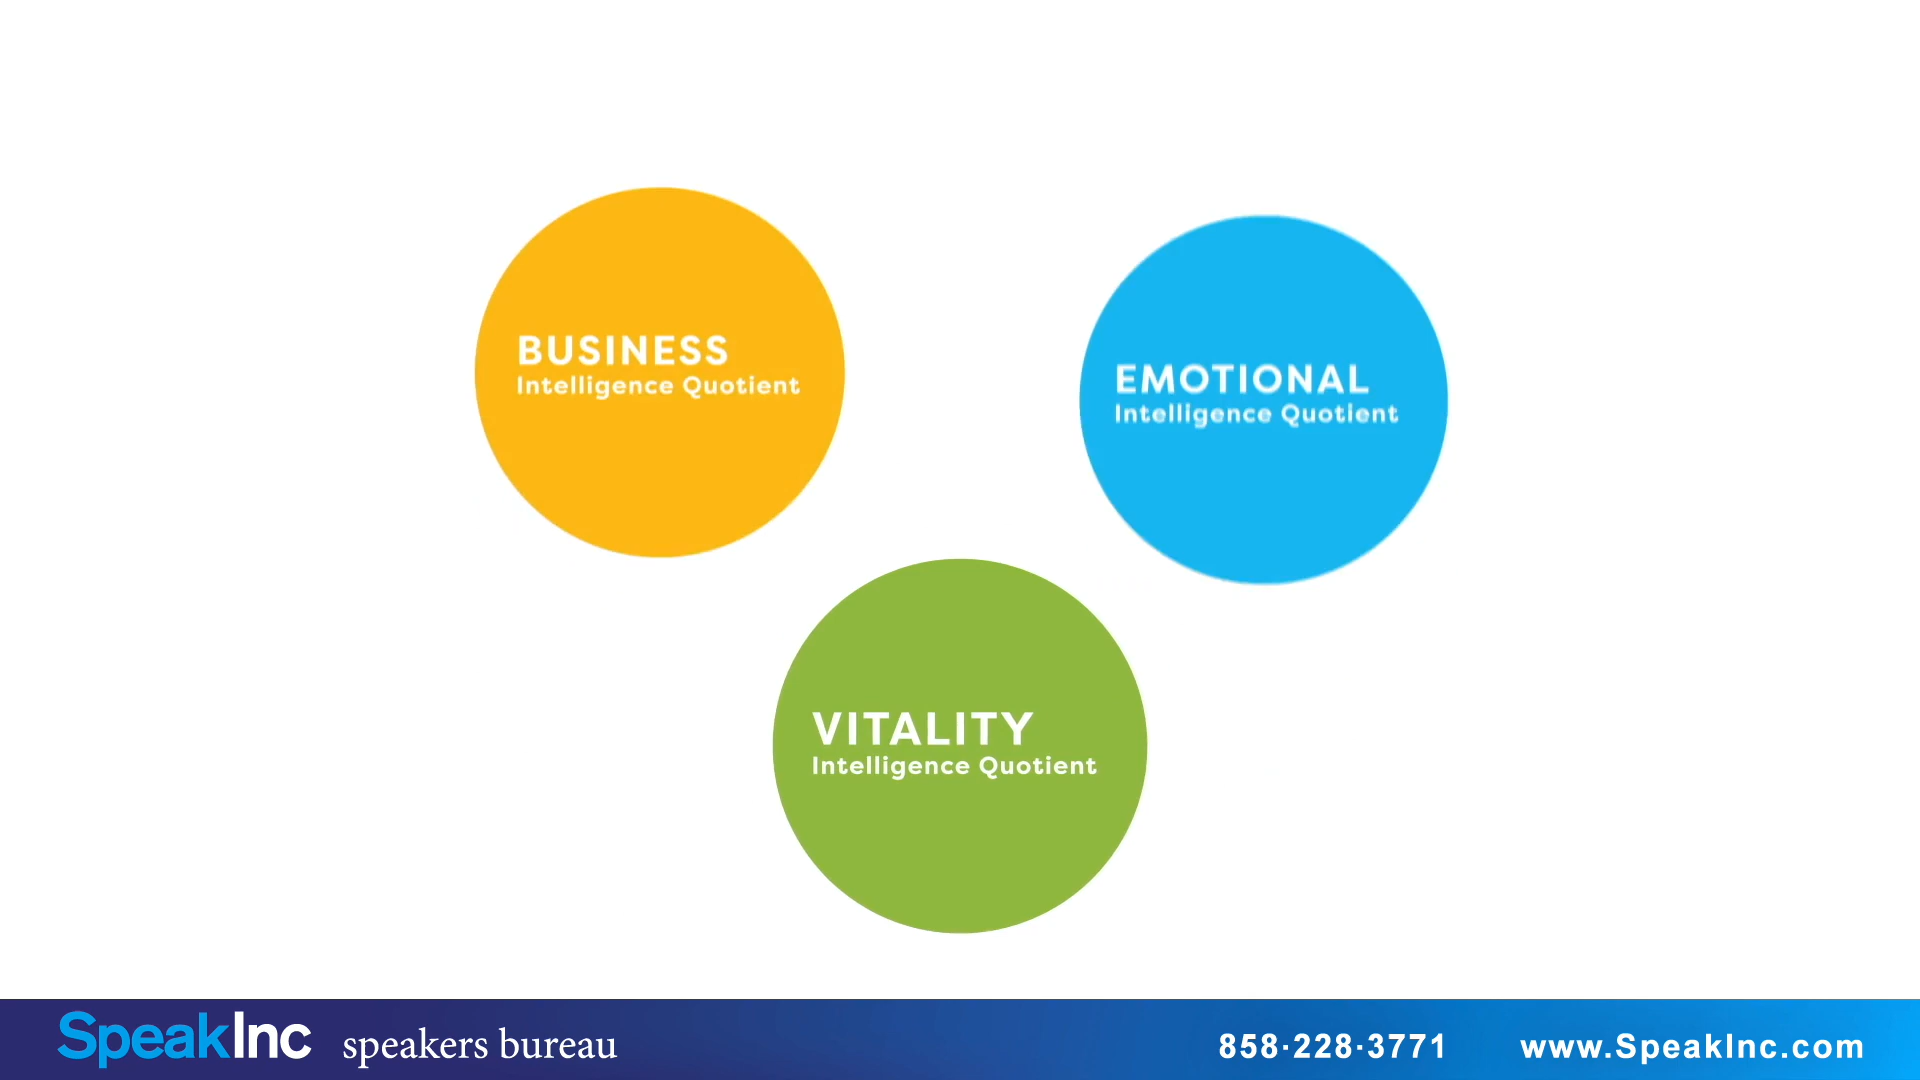 BUSINESS
Intelligence Quotient
EMOTIONAL
Intelligence Quotient
VITALITY
Intelligence Quotient
SpeakInc speakers bureau
858·228·3771
www.SpeakInc.com